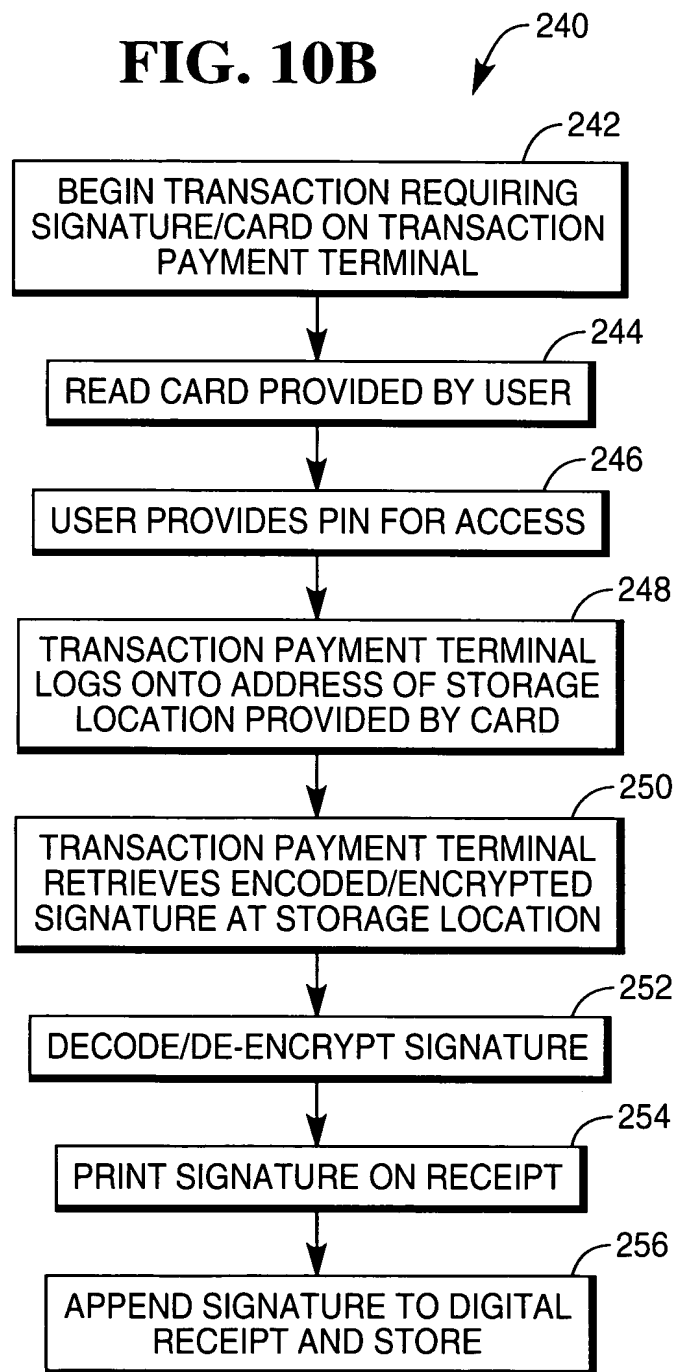 FIG. 10B
240
242
BEGIN TRANSACTION REQUIRING
SIGNATURE/CARD ON TRANSACTION
PAYMENT TERMINAL
244
READ CARD PROVIDED BY USER
246
USER PROVIDES PIN FOR ACCESS
248
TRANSACTION PAYMENT TERMINAL
LOGS ONTO ADDRESS OF STORAGE
LOCATION PROVIDED BY CARD
250
TRANSACTION PAYMENT TERMINAL
RETRIEVES ENCODED/ENCRYPTED
SIGNATURE AT STORAGE LOCATION
252
DECODE/DE-ENCRYPT SIGNATURE
254
PRINT SIGNATURE ON RECEIPT
256
APPEND SIGNATURE TO DIGITAL
RECEIPT AND STORE